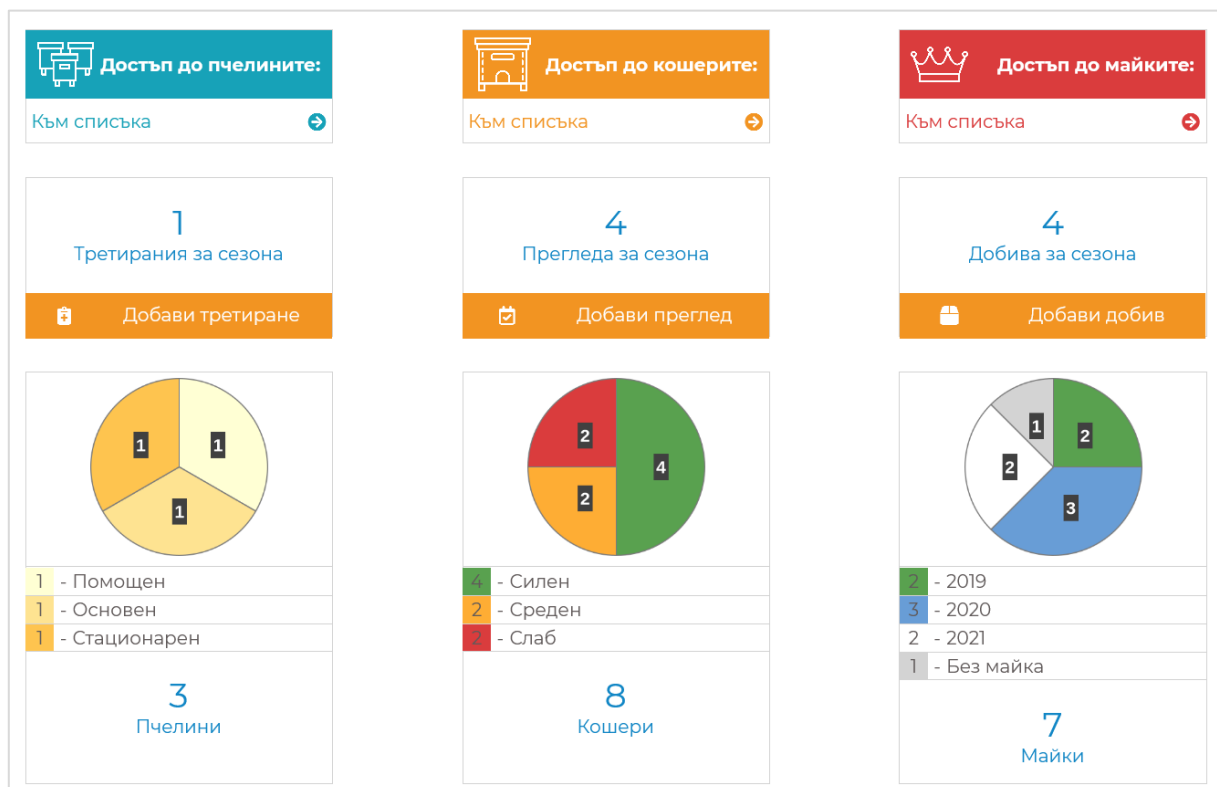 Достъп до пчелините:
Към списъка
Достъп до кошерите:
Към списъка
Достъп до майките:
Към списъка
1
Третирания за сезона
Добави третиране
4
Прегледа за сезона
Добави преглед
4
Добива за сезона
Добави добив
1
1
1
1 - Помощен
1 - Основен
1 - Стационарен
3
Пчелини
2
4
2
4 - Силен
2 - Среден
2 - Слаб
8
Кошери
1
2
2
3
2 - 2019
3 - 2020
2 - 2021
1 - Без майка
7
Майки